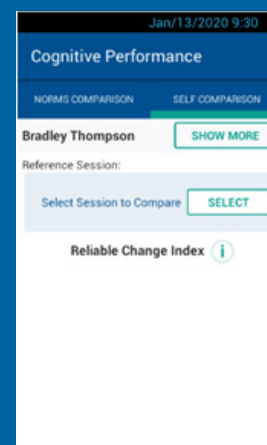 Jan/13/2020 9:30
Cognitive Performance
NORMS COMPARISON SELF COMPARISON
Bradley Thompson SHOW MORE
Reference Session:
Select Session to Compare SELECT
Reliable Change Index i